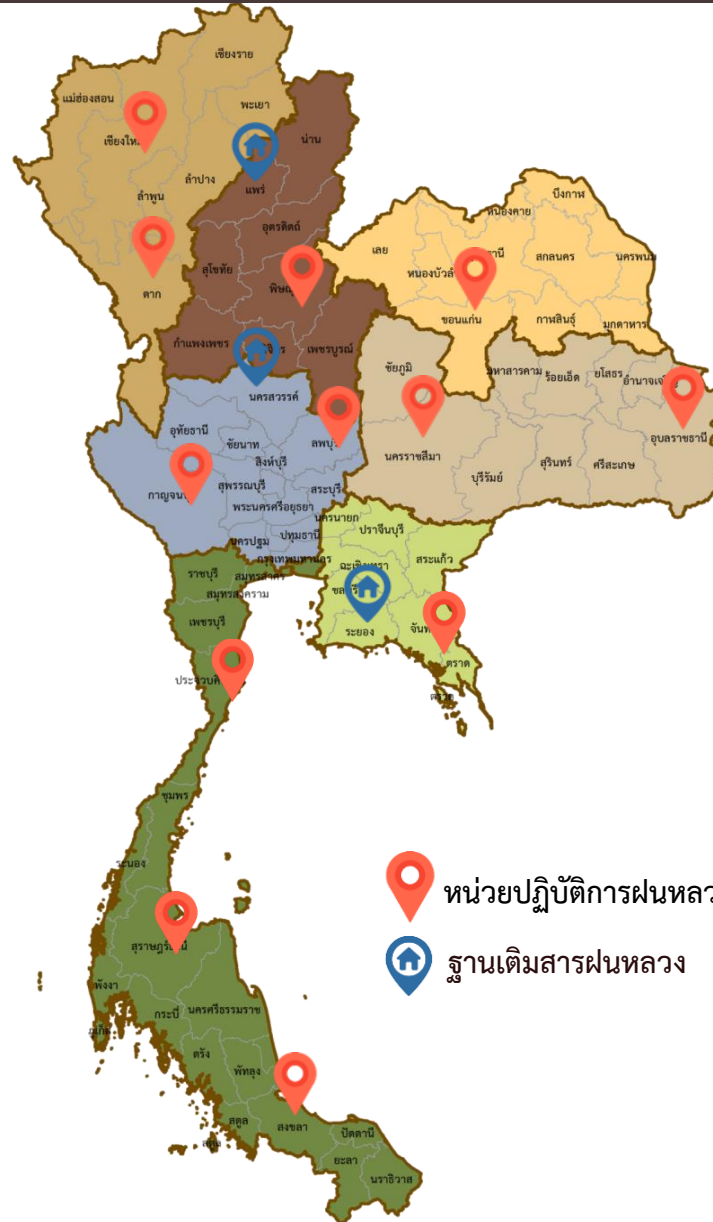 เชียงราย
แม่ฮ่องสอน
พะเยา
น่าน
ลำปาง
แพร่
ลำพูน
บึงกาฬ
หนองคาย
อุตรดิตถ์
เลย
สกลนคร
นครพนม
สุโขทัย
ตาก
ขอนแก่น
กาฬสินธุ์
มุกดาหาร
กำแพงเพชร
เพชรบูรณ์
ชัยภูมิ
มหาสารคาม
ร้อยเอ็ด
ยโสธร
นครสวรรค์
อุทัยธานี
ชัยนาท
สิงห์บุรี
นครราชสีมา
บุรีรัมย์
สุรินทร์
ศรีสะเกษ
อุบลราชธานี
สุพรรณบุรี
สระบุรี
พระนครศรีอยุธยา
นครนายก
ปราจีนบุรี
นครปฐม
ปทุมธานี
กรุงเทพมหานคร
สระแก้ว
ราชบุรี
สมุทรสาคร
สมุทรสงคราม
เพชรบุรี
ระยอง
ตราด
ตราด
ชุมพร
ระนอง
หน่วยปฏิบัติการฝนหลว
ฐานเติมสารฝนหลวง
พังงา
กระบี่
นครศรีธรรมราช
ภูเก็ต
ตรัง
พัทลุง
สตูล
สงขลา
ปัตตานี
สตูล
ยะลา
นราธิวาส